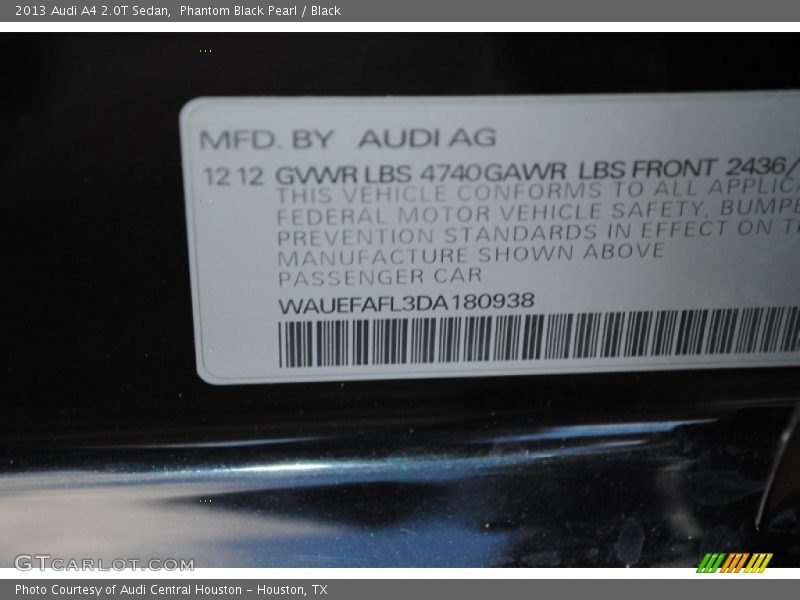 2013 Audi A4 2.0T Sedan,  Phantom Black Pearl / Black
MFD. BY AUDI AG
12 12 GVWR LBS 4740 GAWR LBS FRONT 2436/
THIS VEHICLE CONFORMS TO ALL APPLICA
FEDERAL MOTOR VEHICLE SAFETY. BUMPE
PREVENTION STANDARDS IN EFFECT ON T
MANUFACTURE SHOWN ABOVE
PASSENGER CAR
WAUEFAFL3DA180938
GTCARLOT.COM
Photo Courtesy of Audi Central Houston - Houston, TX